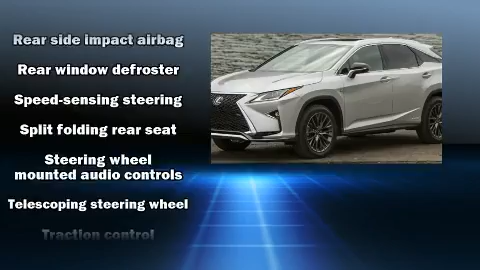 Rear side impact airbag
Rear window defroster
Speed-sensing steering
Split folding rear seat
Steering wheel
mounted audio controls
Telescoping steering wheel
Traction control